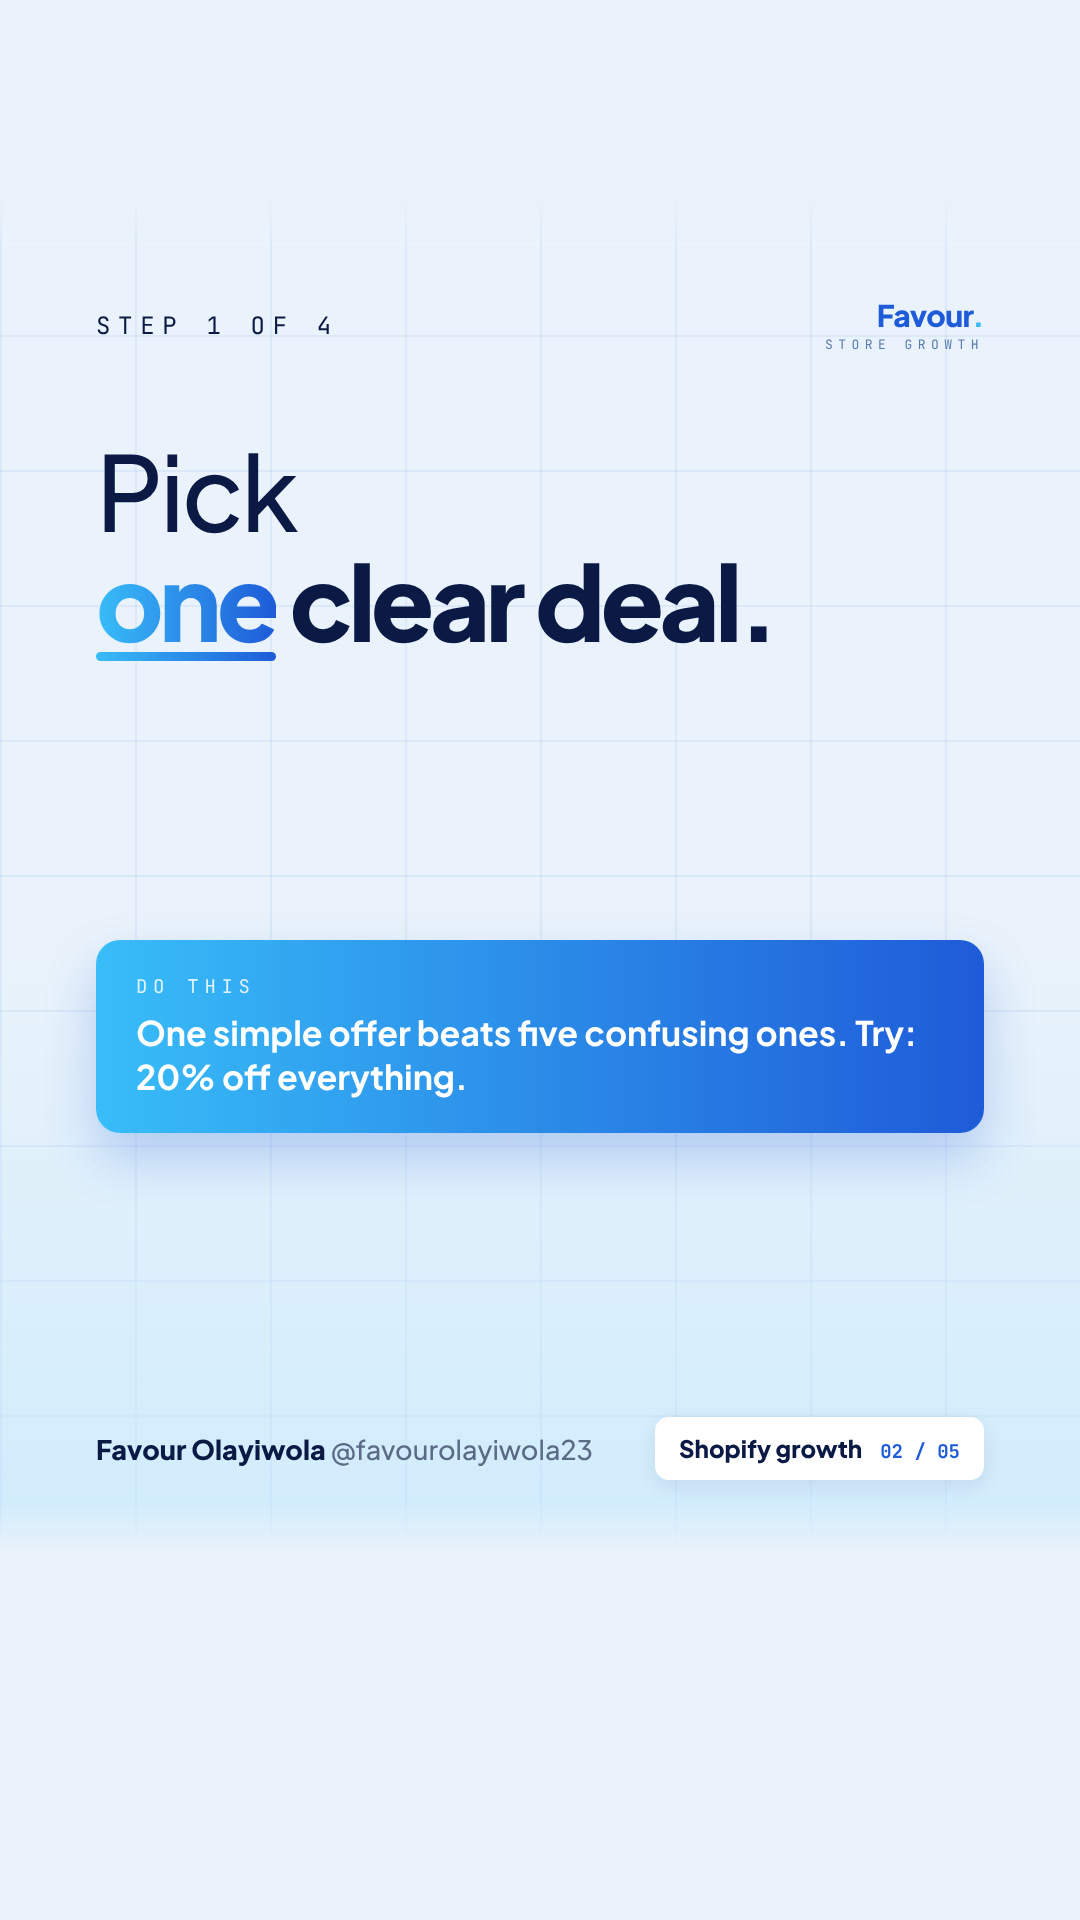 STEP 1 OF 4
Favour.
STORE GROWTH
Pick
one clear deal.
DO THIS
One simple offer beats five confusing ones. Try:
20% off everything.
Favour Olayiwola @favourolayiwola23
Shopify growth 02 / 05